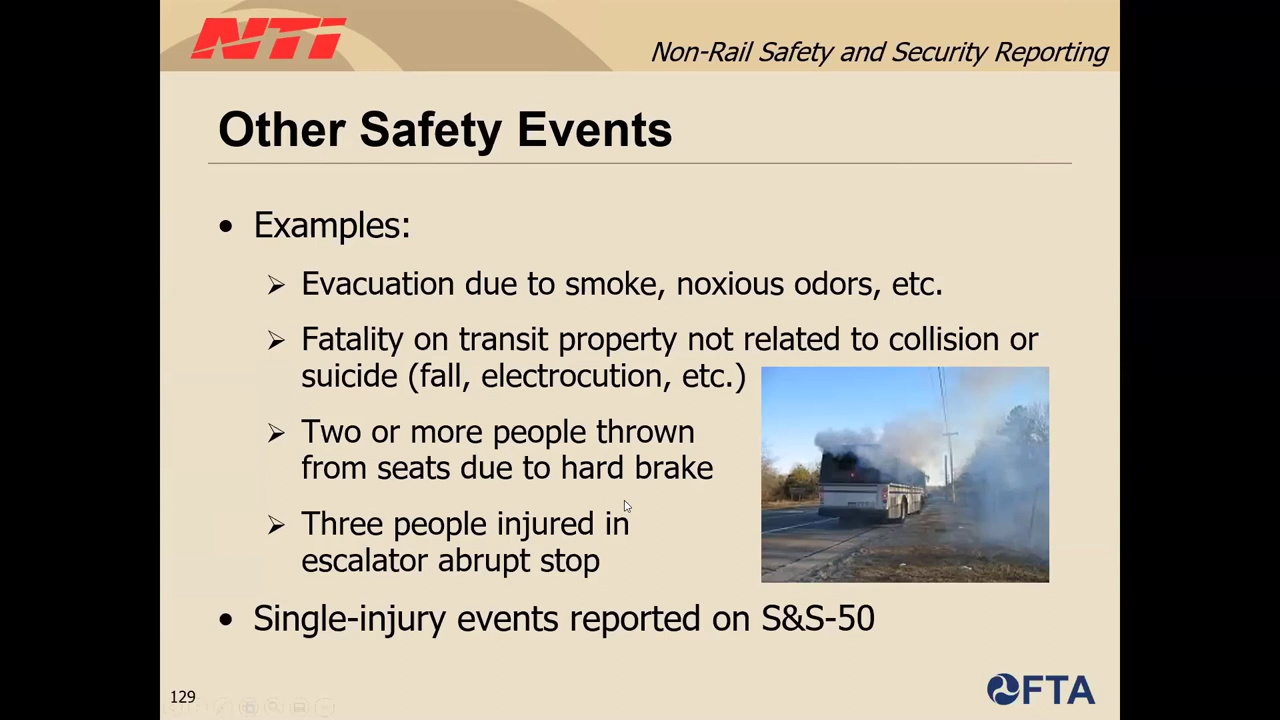 NTI
Non-Rail Safety and Security Reporting
Other Safety Events
• Examples:
➢ Evacuation due to smoke, noxious odors, etc.
➢ Fatality on transit property not related to collision or
suicide (fall, electrocution, etc.)
➢ Two or more people thrown
from seats due to hard brake
➢ Three people injured in
escalator abrupt stop
• Single-injury events reported on S&S-50
129
FTA